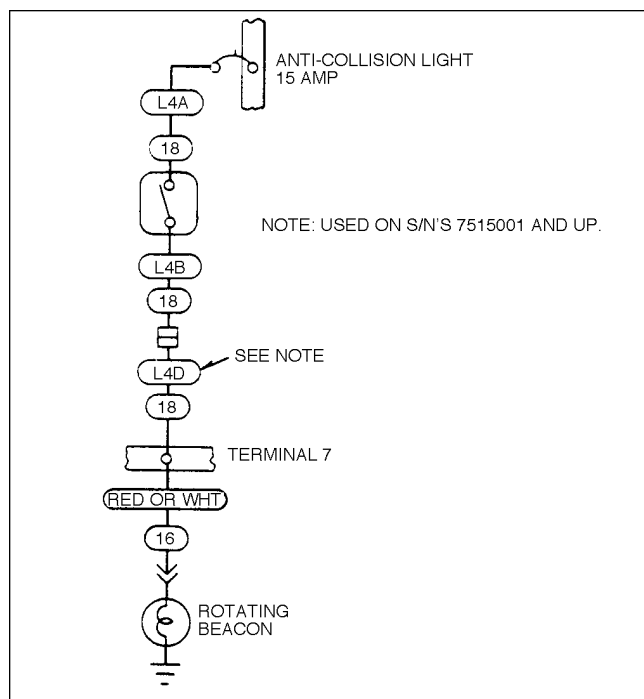 ANTI-COLLISION LIGHT
15 AMP
L4A
18
NOTE: USED ON S/N'S 7515001 AND UP.
L4B
18
SEE NOTE
L4D
18
TERMINAL 7
RED OR WHT
16
ROTATING
BEACON